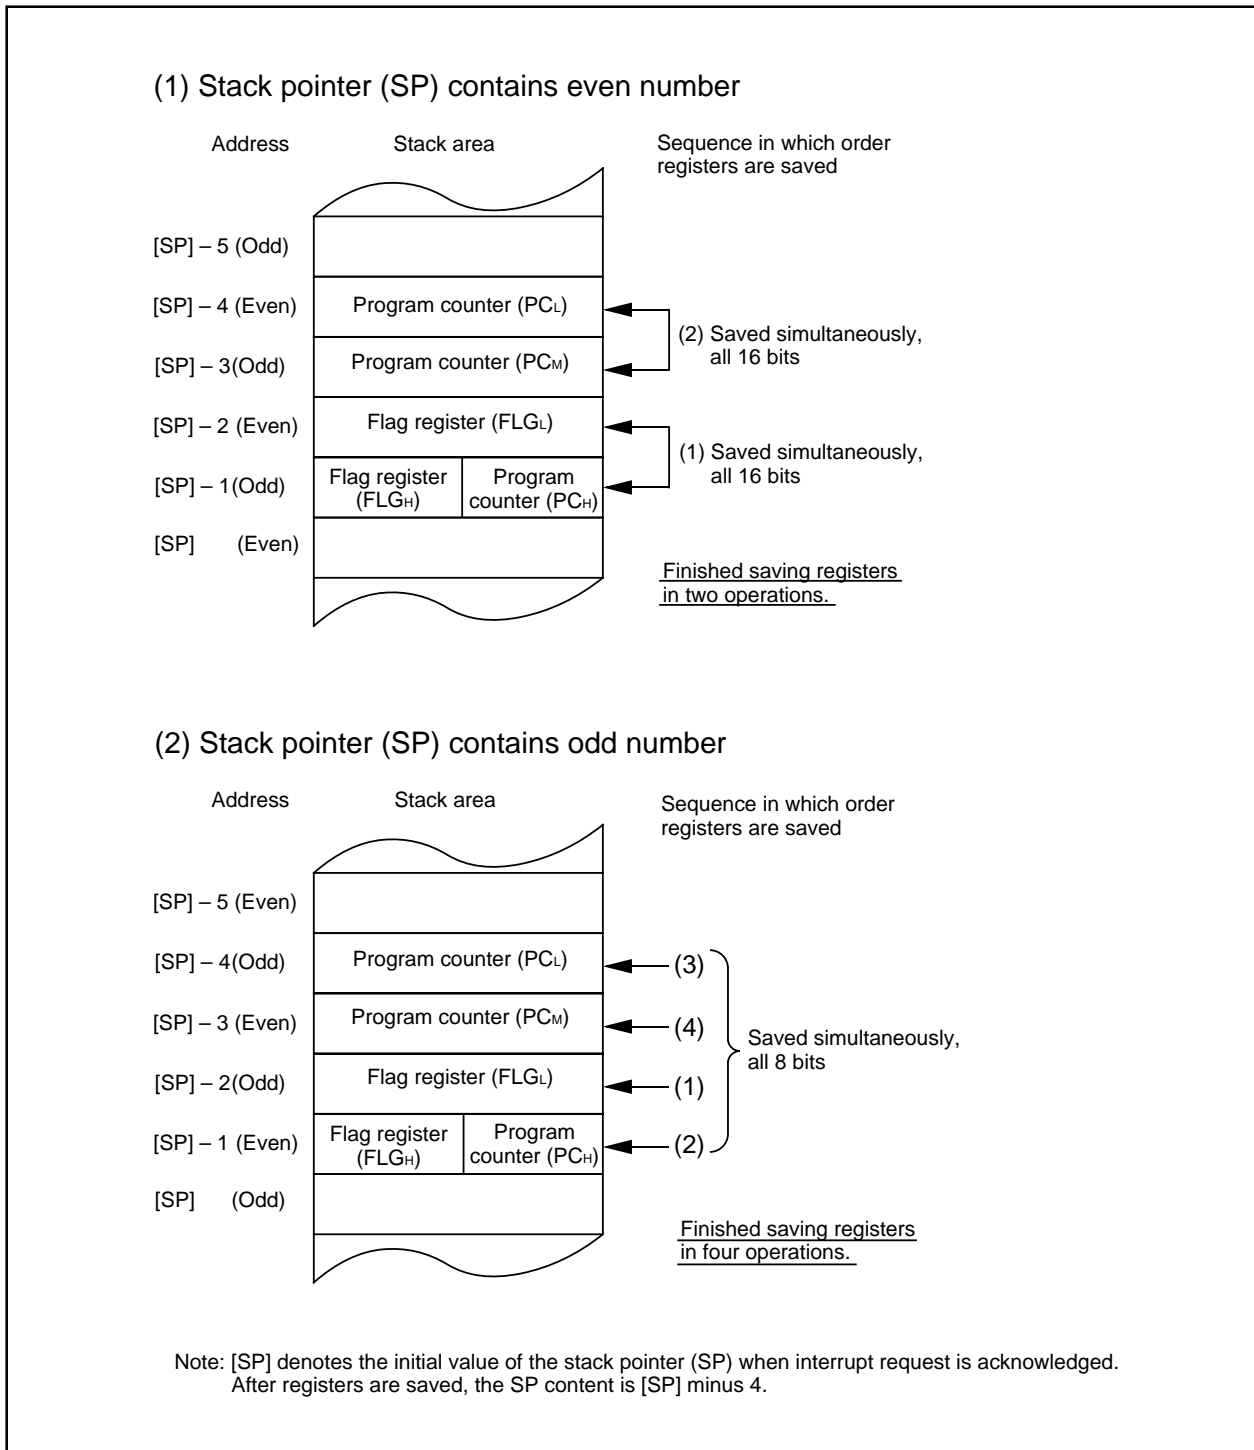 (1) Stack pointer (SP) contains even number
Address
Stack area
Sequence in which order
registers are saved
[SP] – 5 (Odd)
[SP] – 4 (Even)
Program counter (PCL)
[SP] – 3(Odd)
Program counter (PCM)
(2) Saved simultaneously,
all 16 bits
[SP] – 2 (Even)
Flag register (FLGL)
[SP] – 1(Odd)
Flag register
(FLGH)
Program
counter (PCH)
(1) Saved simultaneously,
all 16 bits
[SP] (Even)
Finished saving registers
in two operations.
(2) Stack pointer (SP) contains odd number
Address
Stack area
Sequence in which order
registers are saved
[SP] – 5 (Even)
[SP] – 4(Odd)
Program counter (PCL)
(3)
[SP] – 3 (Even)
Program counter (PCM)
(4)
Saved simultaneously,
all 8 bits
[SP] – 2(Odd)
Flag register (FLGL)
(1)
[SP] – 1 (Even)
Flag register
(FLGH)
Program
counter (PCH)
(2)
[SP] (Odd)
Finished saving registers
in four operations.
Note: [SP] denotes the initial value of the stack pointer (SP) when interrupt request is acknowledged.
After registers are saved, the SP content is [SP] minus 4.